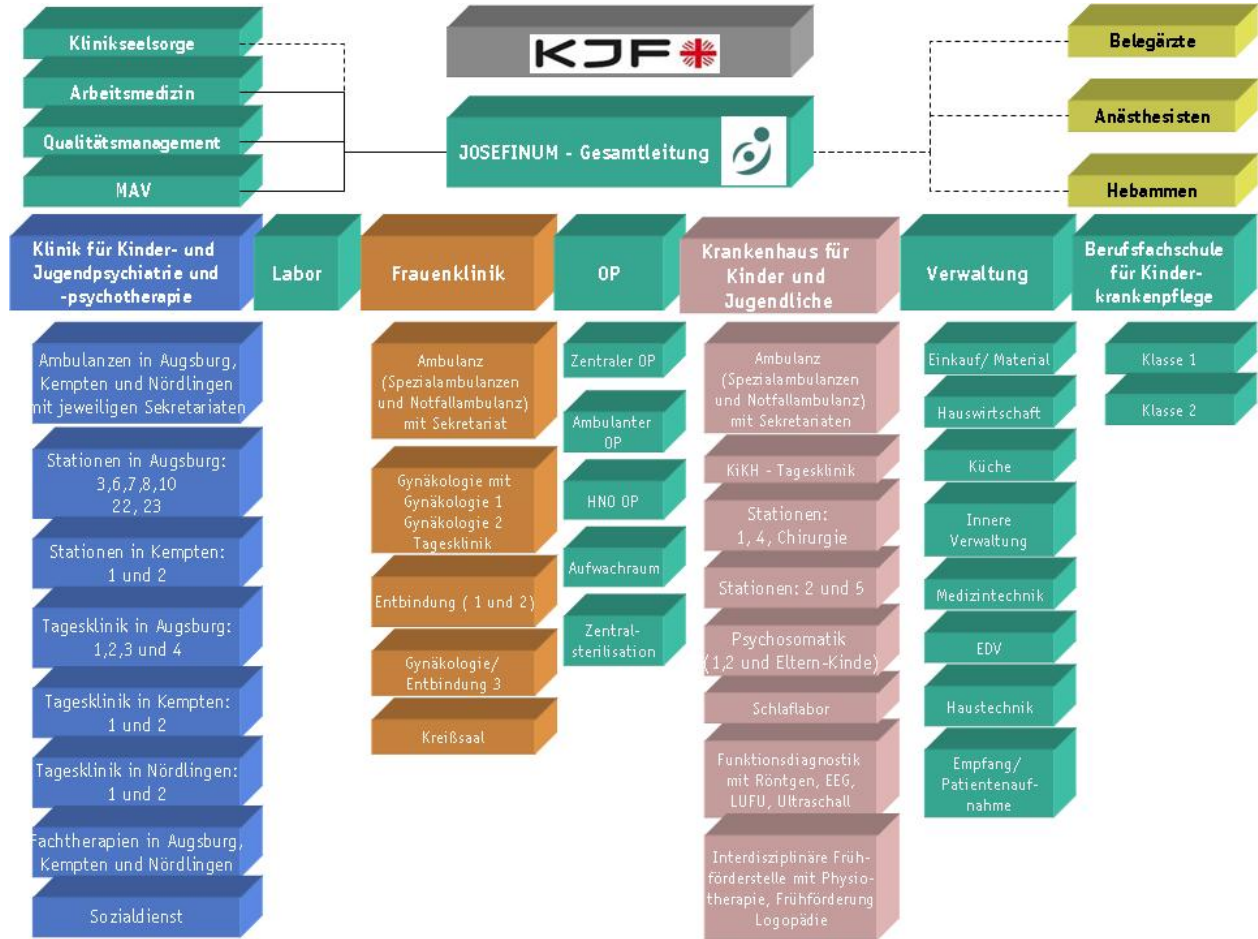 Klinikseelsorge
Arbeitsmedizin
Qualitätsmanagement
MAV
KJF
JOSEFINUM - Gesamtleitung
Belegärzte
Anästhesisten
Hebammen
Klinik für Kinder- und
Jugendpsychiatrie und
-psychotherapie
Labor
Frauenklinik
OP
Krankenhaus für
Kinder und
Jugendliche
Verwaltung
Berufsfachschule
für Kinder-
krankenpflege
Ambulanzen in Augsburg,
Kempten und Nördlingen
mit jeweiligen Sekretariaten
Stationen in Augsburg:
3,6,7,8,10
22, 23
Stationen in Kempten:
1 und 2
Tagesklinik in Augsburg:
1,2,3 und 4
Tagesklinik in Kempten:
1 und 2
Tagesklinik in Nördlingen:
1 und 2
Fachtherapien in Augsburg,
Kempten und Nördlingen
Sozialdienst
Ambulanz
(Spezialambulanzen
und Notfallambulanz)
mit Sekretariat
Gynäkologie mit
Gynäkologie 1
Gynäkologie 2
Tagesklinik
Entbindung ( 1 und 2)
Gynäkologie/
Entbindung 3
Kreißsaal
Zentraler OP
Ambulanter
OP
HNO OP
Aufwachraum
Zentral-
sterilisation
Ambulanz
(Spezialambulanzen
und Notfallambulanz)
mit Sekretariaten
KiKH - Tagesklinik
Stationen:
1, 4, Chirurgie
Stationen: 2 und 5
Psychosomatik
(1,2 und Eltern-Kinde)
Schlaflabor
Funktionsdiagnostik
mit Röntgen, EEG,
LUFU, Ultraschall
Interdisziplinäre Früh-
förderstelle mit Physio-
therapie, Frühförderung
Logopädie
Einkauf/ Material
Hauswirtschaft
Küche
Innere
Verwaltung
Medizintechnik
EDV
Haustechnik
Empfang/
Patientenauf-
nahme
Klasse 1
Klasse 2